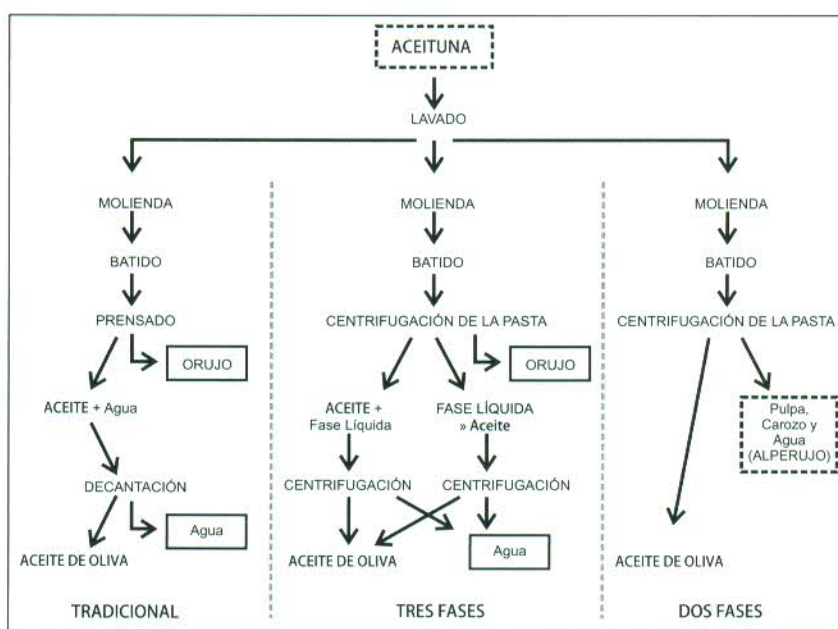 ACEITUNA
LAVADO
MOLIENDA
BATIDO
PRENSADO
ORUJO
ACEITE + Agua
DECANTACIÓN
Agua
ACEITE DE OLIVA
TRADICIONAL
MOLIENDA
BATIDO
CENTRIFUGACIÓN DE LA PASTA
ORUJO
ACEITE +
Fase Líquida
FASE LÍQUIDA
» Aceite
CENTRIFUGACIÓN
CENTRIFUGACIÓN
ACEITE DE OLIVA
Agua
TRES FASES
MOLIENDA
BATIDO
CENTRIFUGACIÓN DE LA PASTA
Pulpa,
Carozo y
Agua
(ALPERUJO)
ACEITE DE OLIVA
DOS FASES